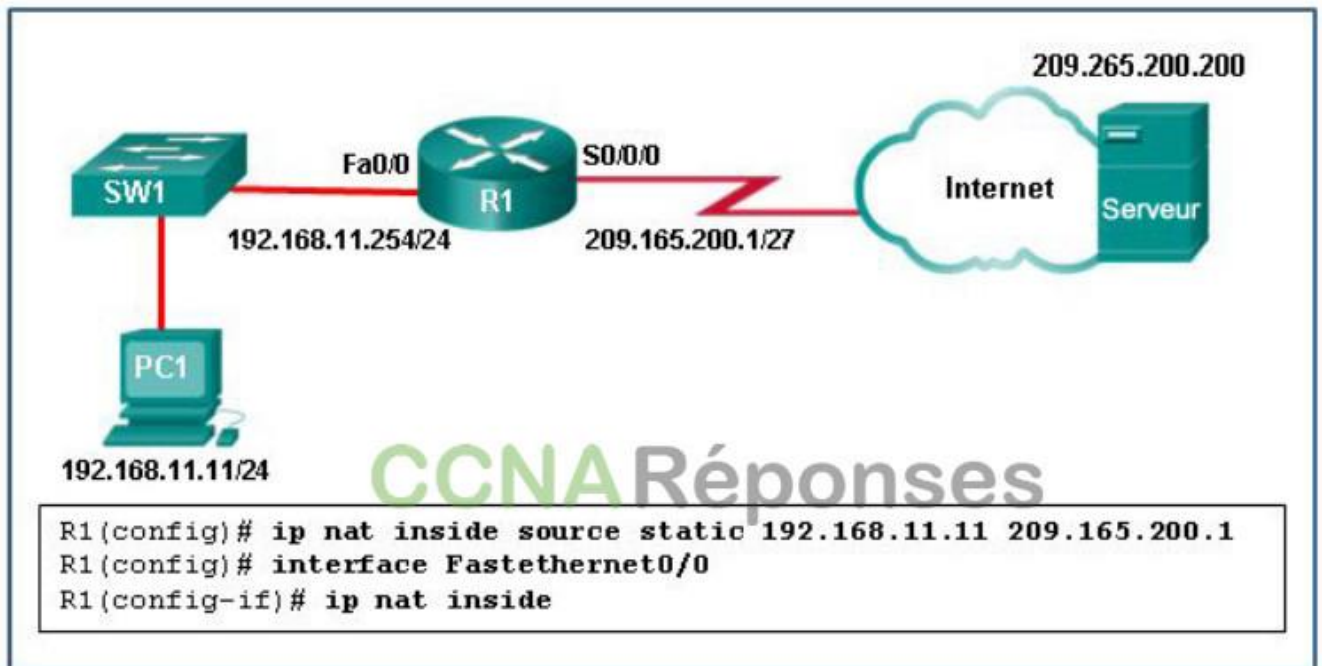 209.265.200.200
Fa0/0
S0/0/0
SW1
R1
Internet
Serveur
192.168.11.254/24
209.165.200.1/27
PC1
192.168.11.11/24
CCNARéponses
R1(config)# ip nat inside source static 192.168.11.11 209.165.200.1
R1(config)# interface Fastethernet0/0
R1(config-if)# ip nat inside